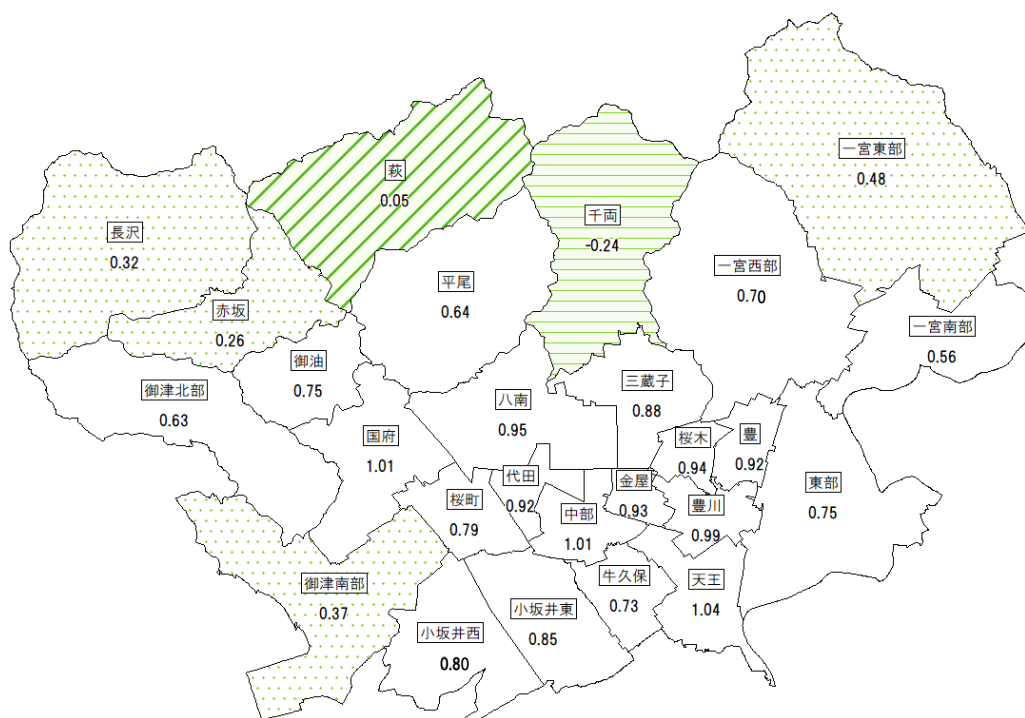 一宮東部
0.48
萩
0.05
千両
-0.24
長沢
0.32
一宮西部
0.70
平尾
0.64
赤坂
0.26
一宮南部
0.56
御油
0.75
三蔵子
0.88
御津北部
0.63
八南
0.95
国府
1.01
桜木
0.94
豊
0.92
代田
0.92
金屋
0.93
東部
0.75
桜町
0.79
中部
1.01
豊川
0.99
御津南部
0.37
牛久保
0.73
天王
1.04
小坂井東
0.85
小坂井西
0.80